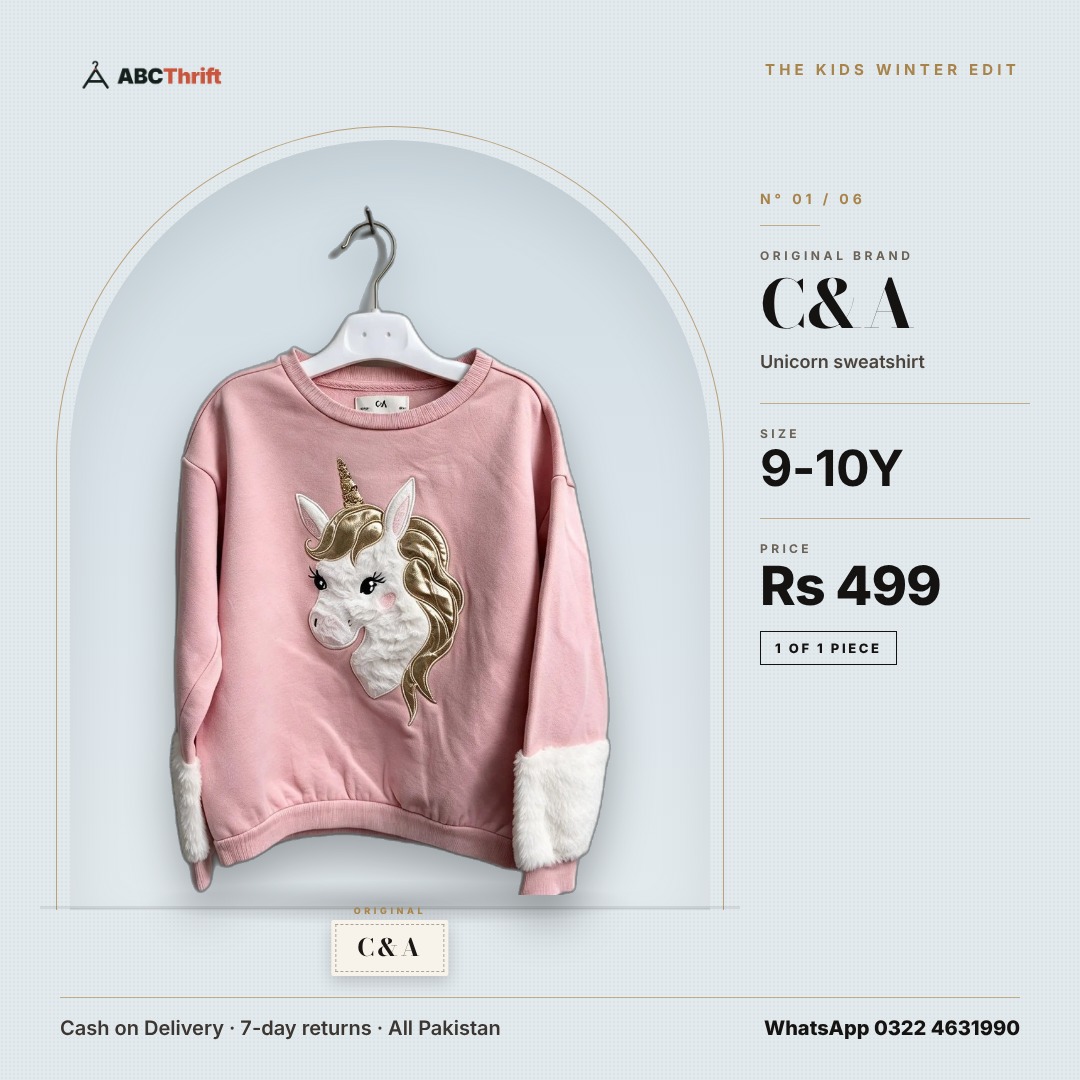 ABCThrift
THE KIDS WINTER EDIT
N° 01 / 06
ORIGINAL BRAND
C&A
Unicorn sweatshirt
SIZE
9-10Y
PRICE
Rs 499
1 OF 1 PIECE
C&A
ORIGINAL
C&A
Cash on Delivery · 7-day returns · All Pakistan
WhatsApp 0322 4631990